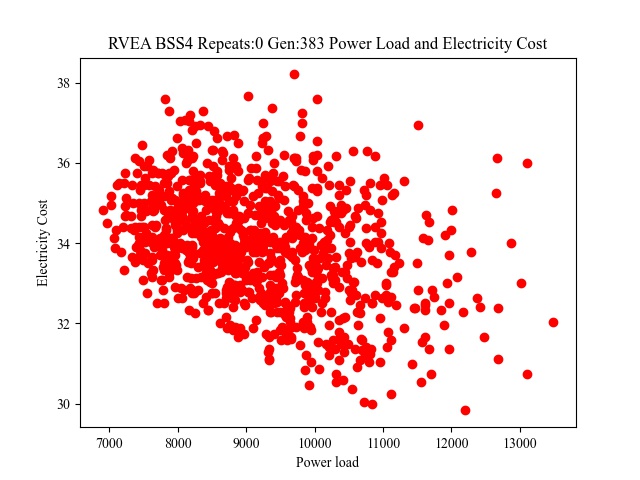 RVEA BSS4 Repeats:0 Gen:383 Power Load and Electricity Cost
38
36
34
32
30
Electricity Cost
7000 8000 9000 10000 11000 12000 13000
Power load